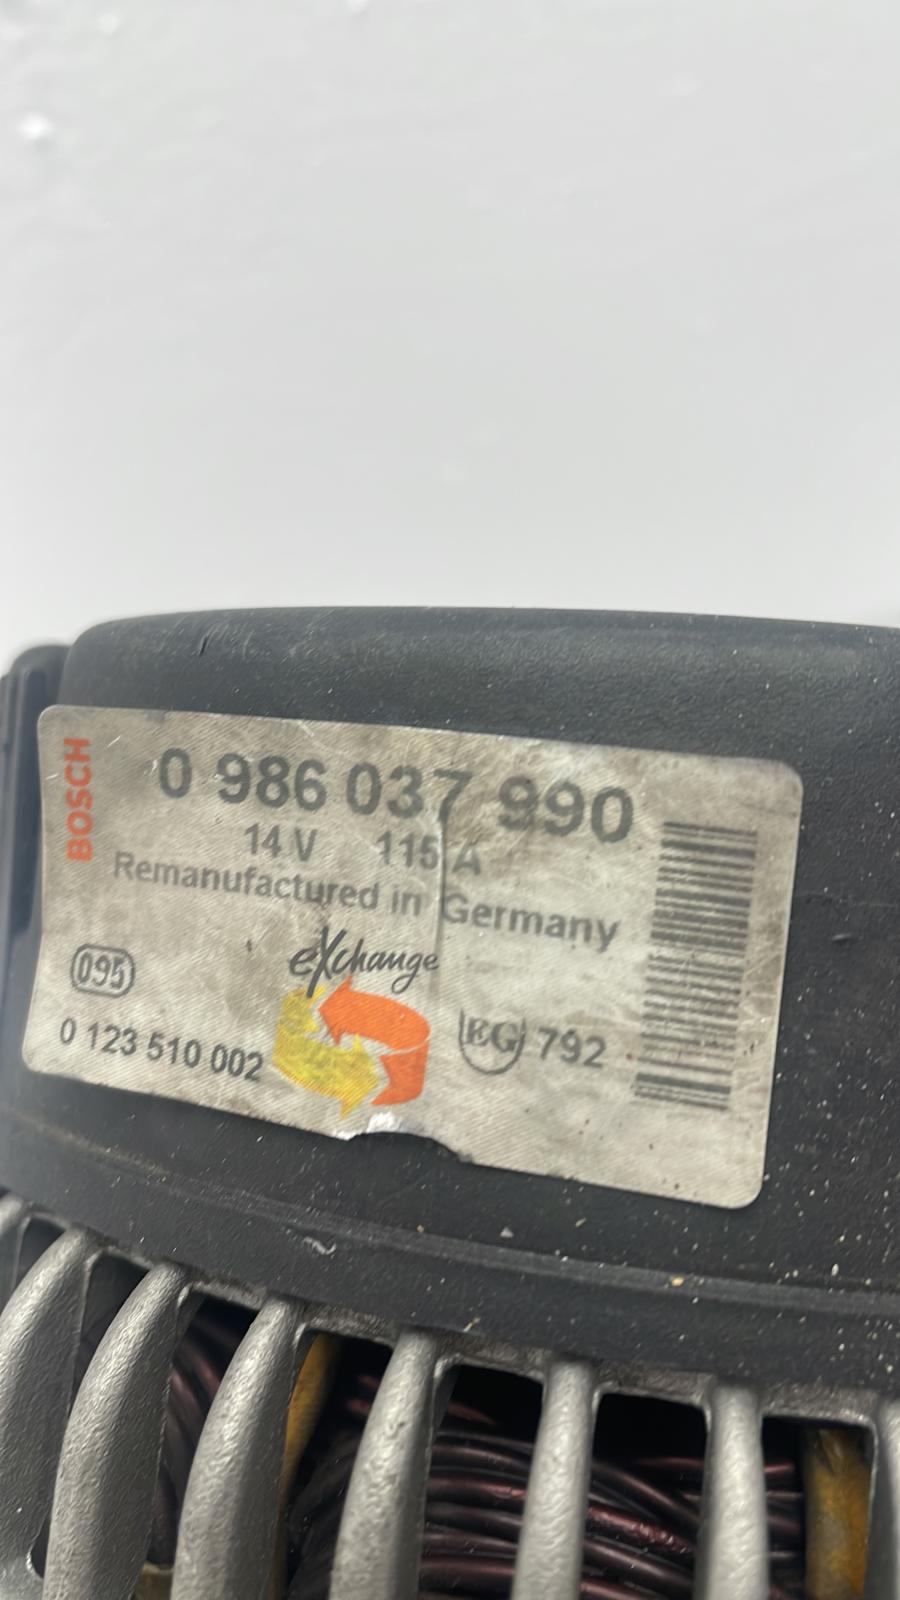 BOSCH
0 986 037 990
14 V 115 A
Remanufactured in Germany
eXchange
095
EG 792
0 123 510 002